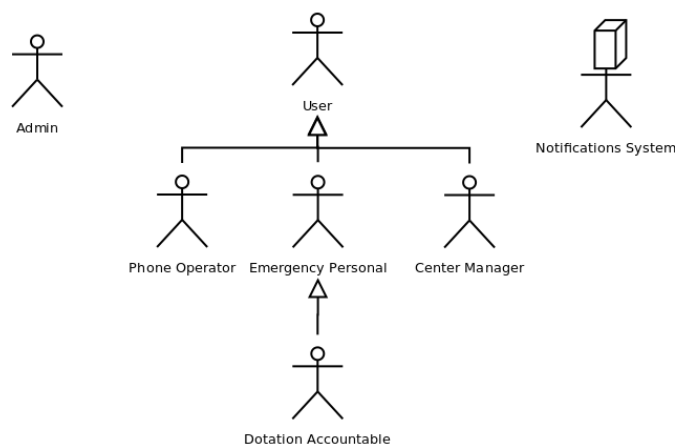 User
Admin
Notifications System
Phone Operator
Emergency Personal
Center Manager
Dotation Accountable